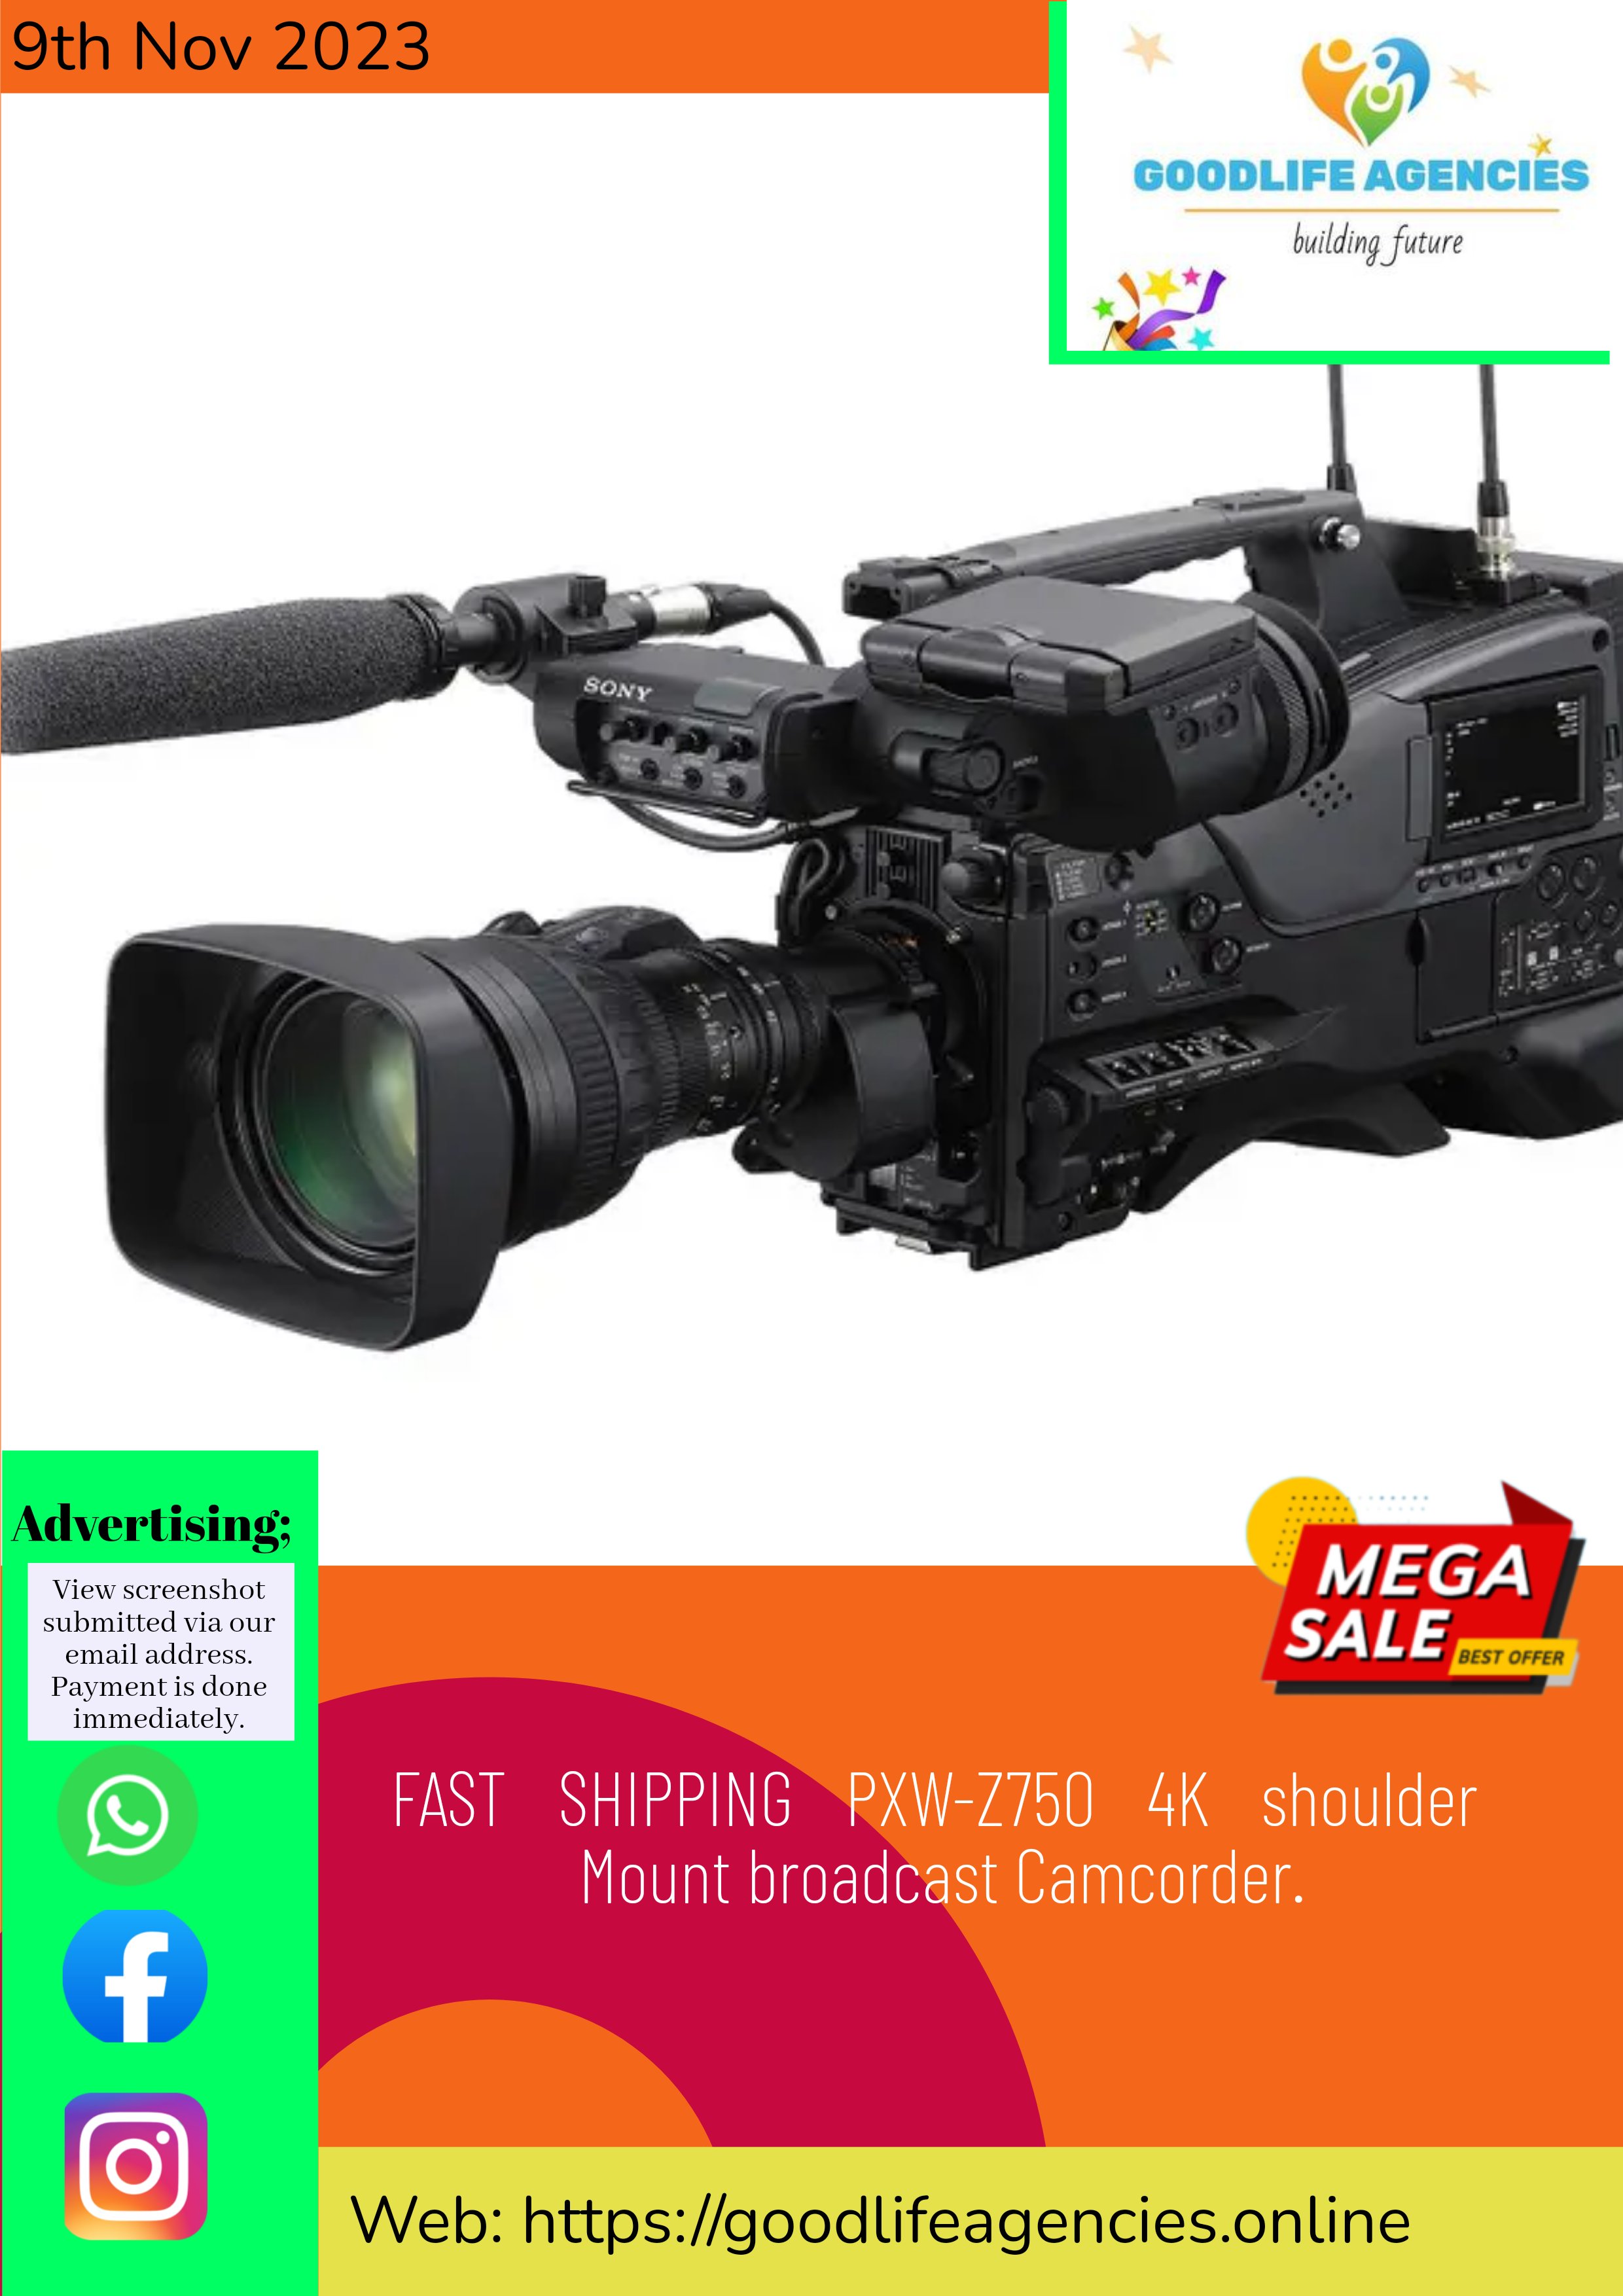 9th Nov 2023
GOODLIFE AGENCIES
building future
SONY
Advertising;
View screenshot
submitted via our
email address.
Payment is done
immediately.
MEGA
SALE
BEST OFFER
FAST SHIPPING PXW-Z750 4K shoulder
Mount broadcast Camcorder.
Web: https://goodlifeagencies.online